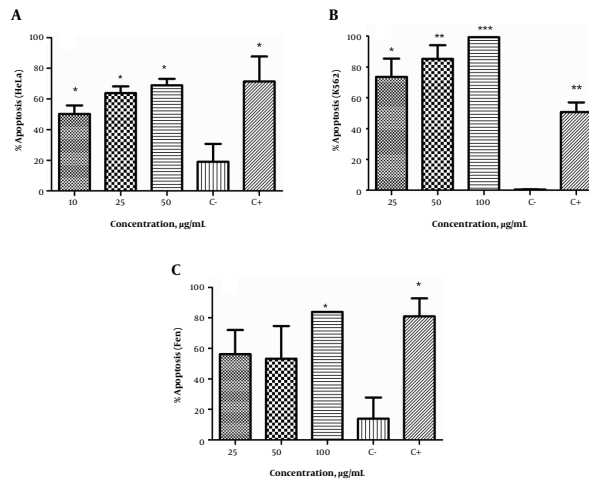 A
% Apoptosis (HeLa)
100
80
60
40
20
0
*
*
*
*
10
25
50
C-
C+
Concentration, µg/mL
B
% Apoptosis (K562)
100
80
60
40
20
0
*
**
***
**
25
50
100
C-
C+
Concentration, µg/mL
C
% Apoptosis (Fen)
100
80
60
40
20
0
*
*
25
50
100
C-
C+
Concentration, µg/mL